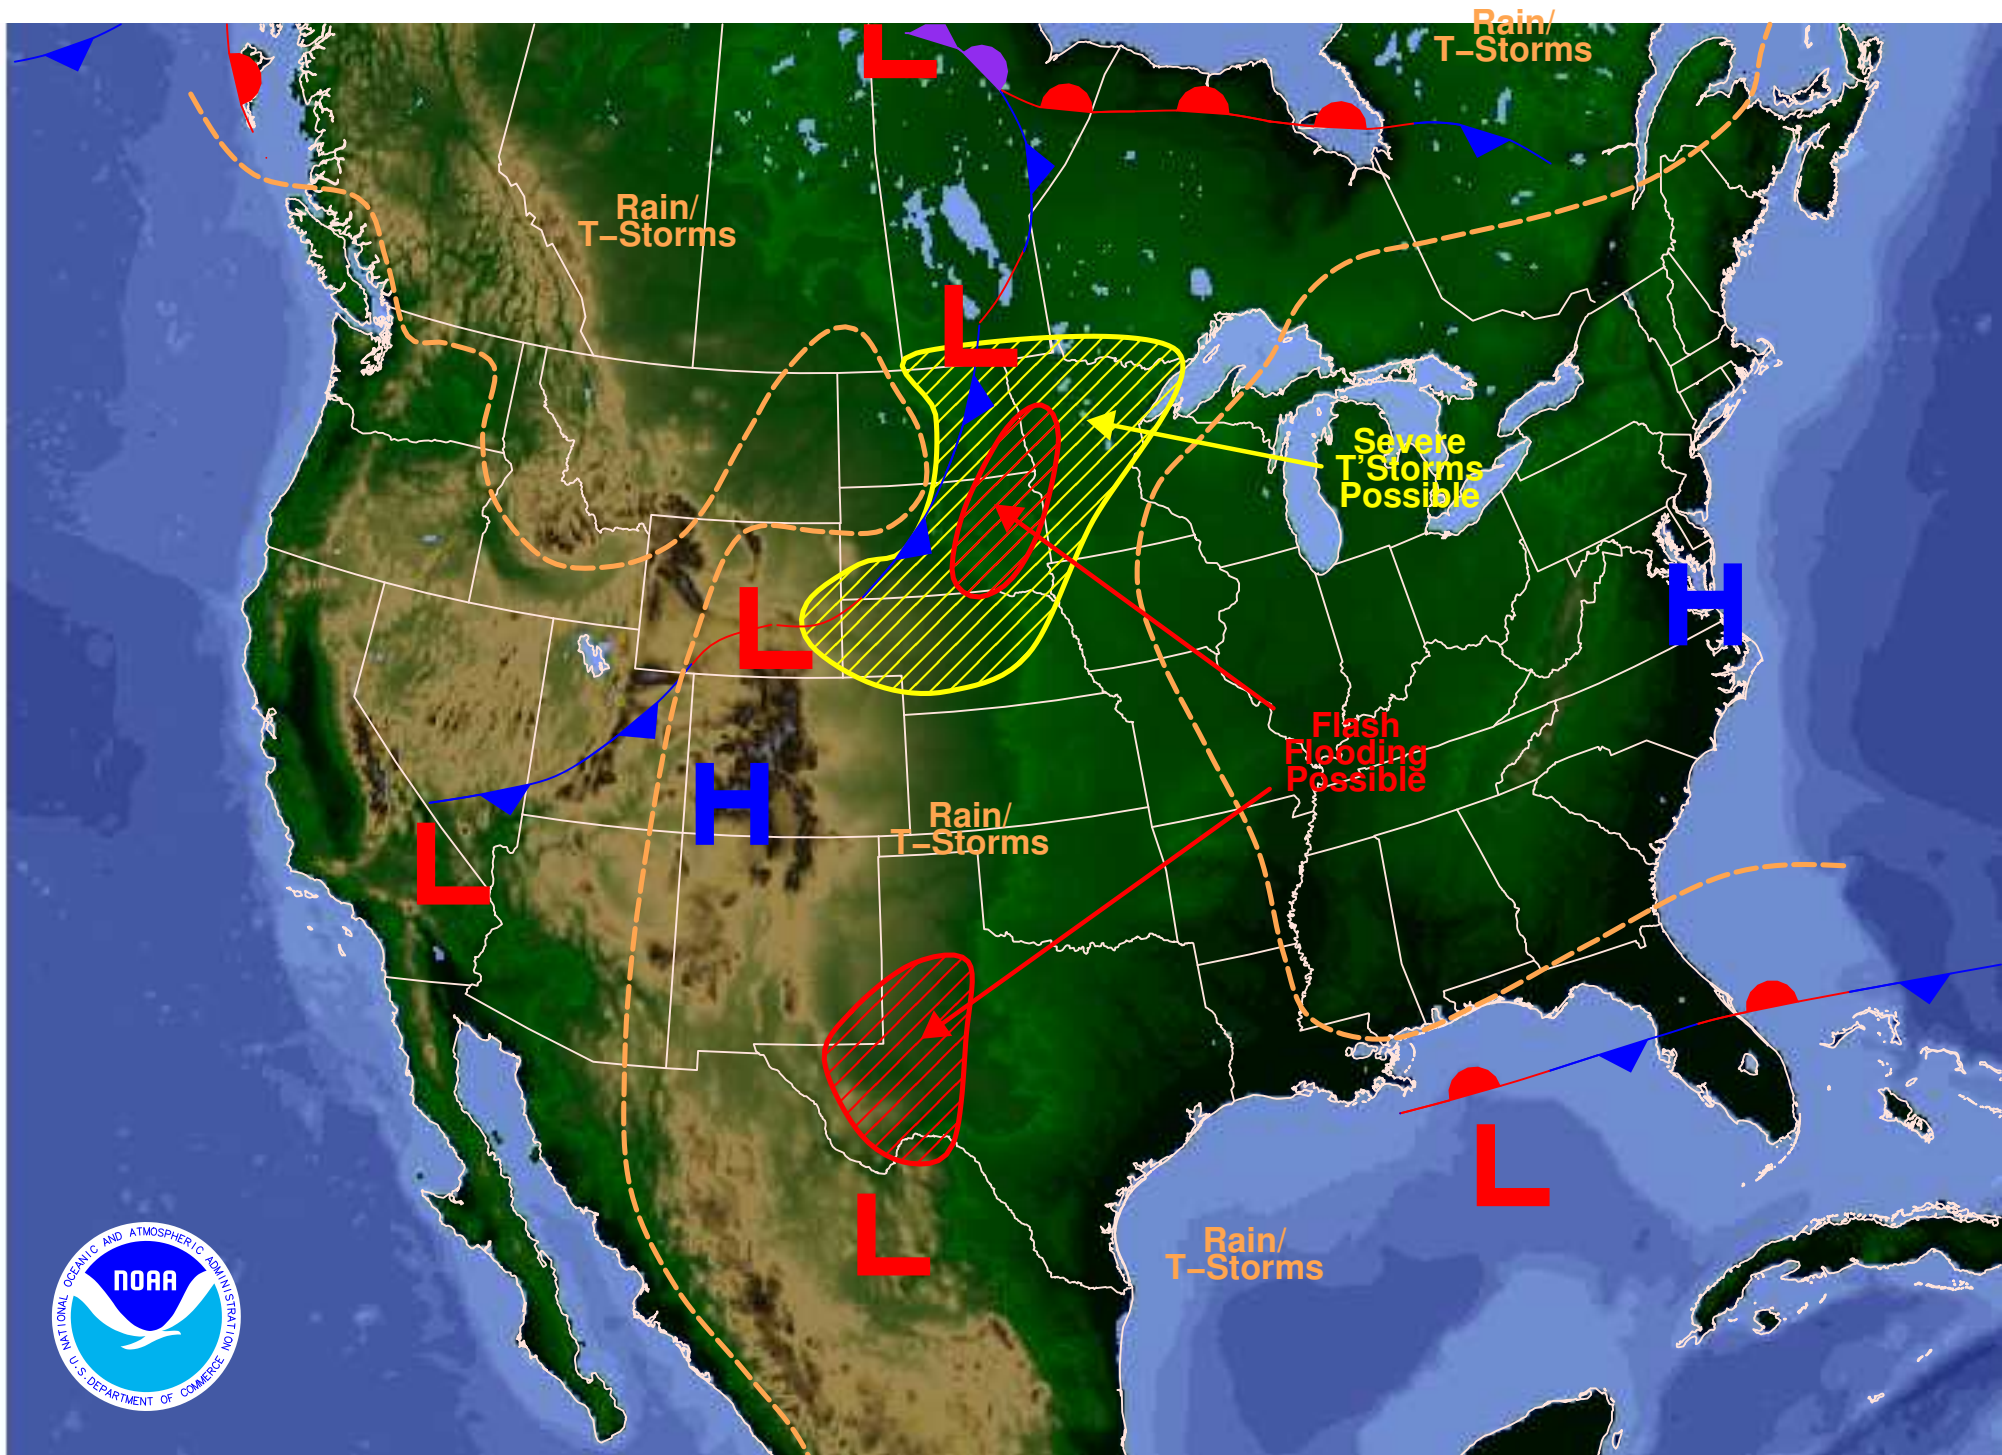 Rain/
T-Storms
L
Rain/
T-Storms
L
Severe
T'Storms
Possible
H
L
Flash
Flooding
Possible
H
Rain/
T-Storms
L
L
L
Rain/
T-Storms
NATIONAL OCEANIC AND ATMOSPHERIC ADMINISTRATION
NOAA
U.S. DEPARTMENT OF COMMERCE